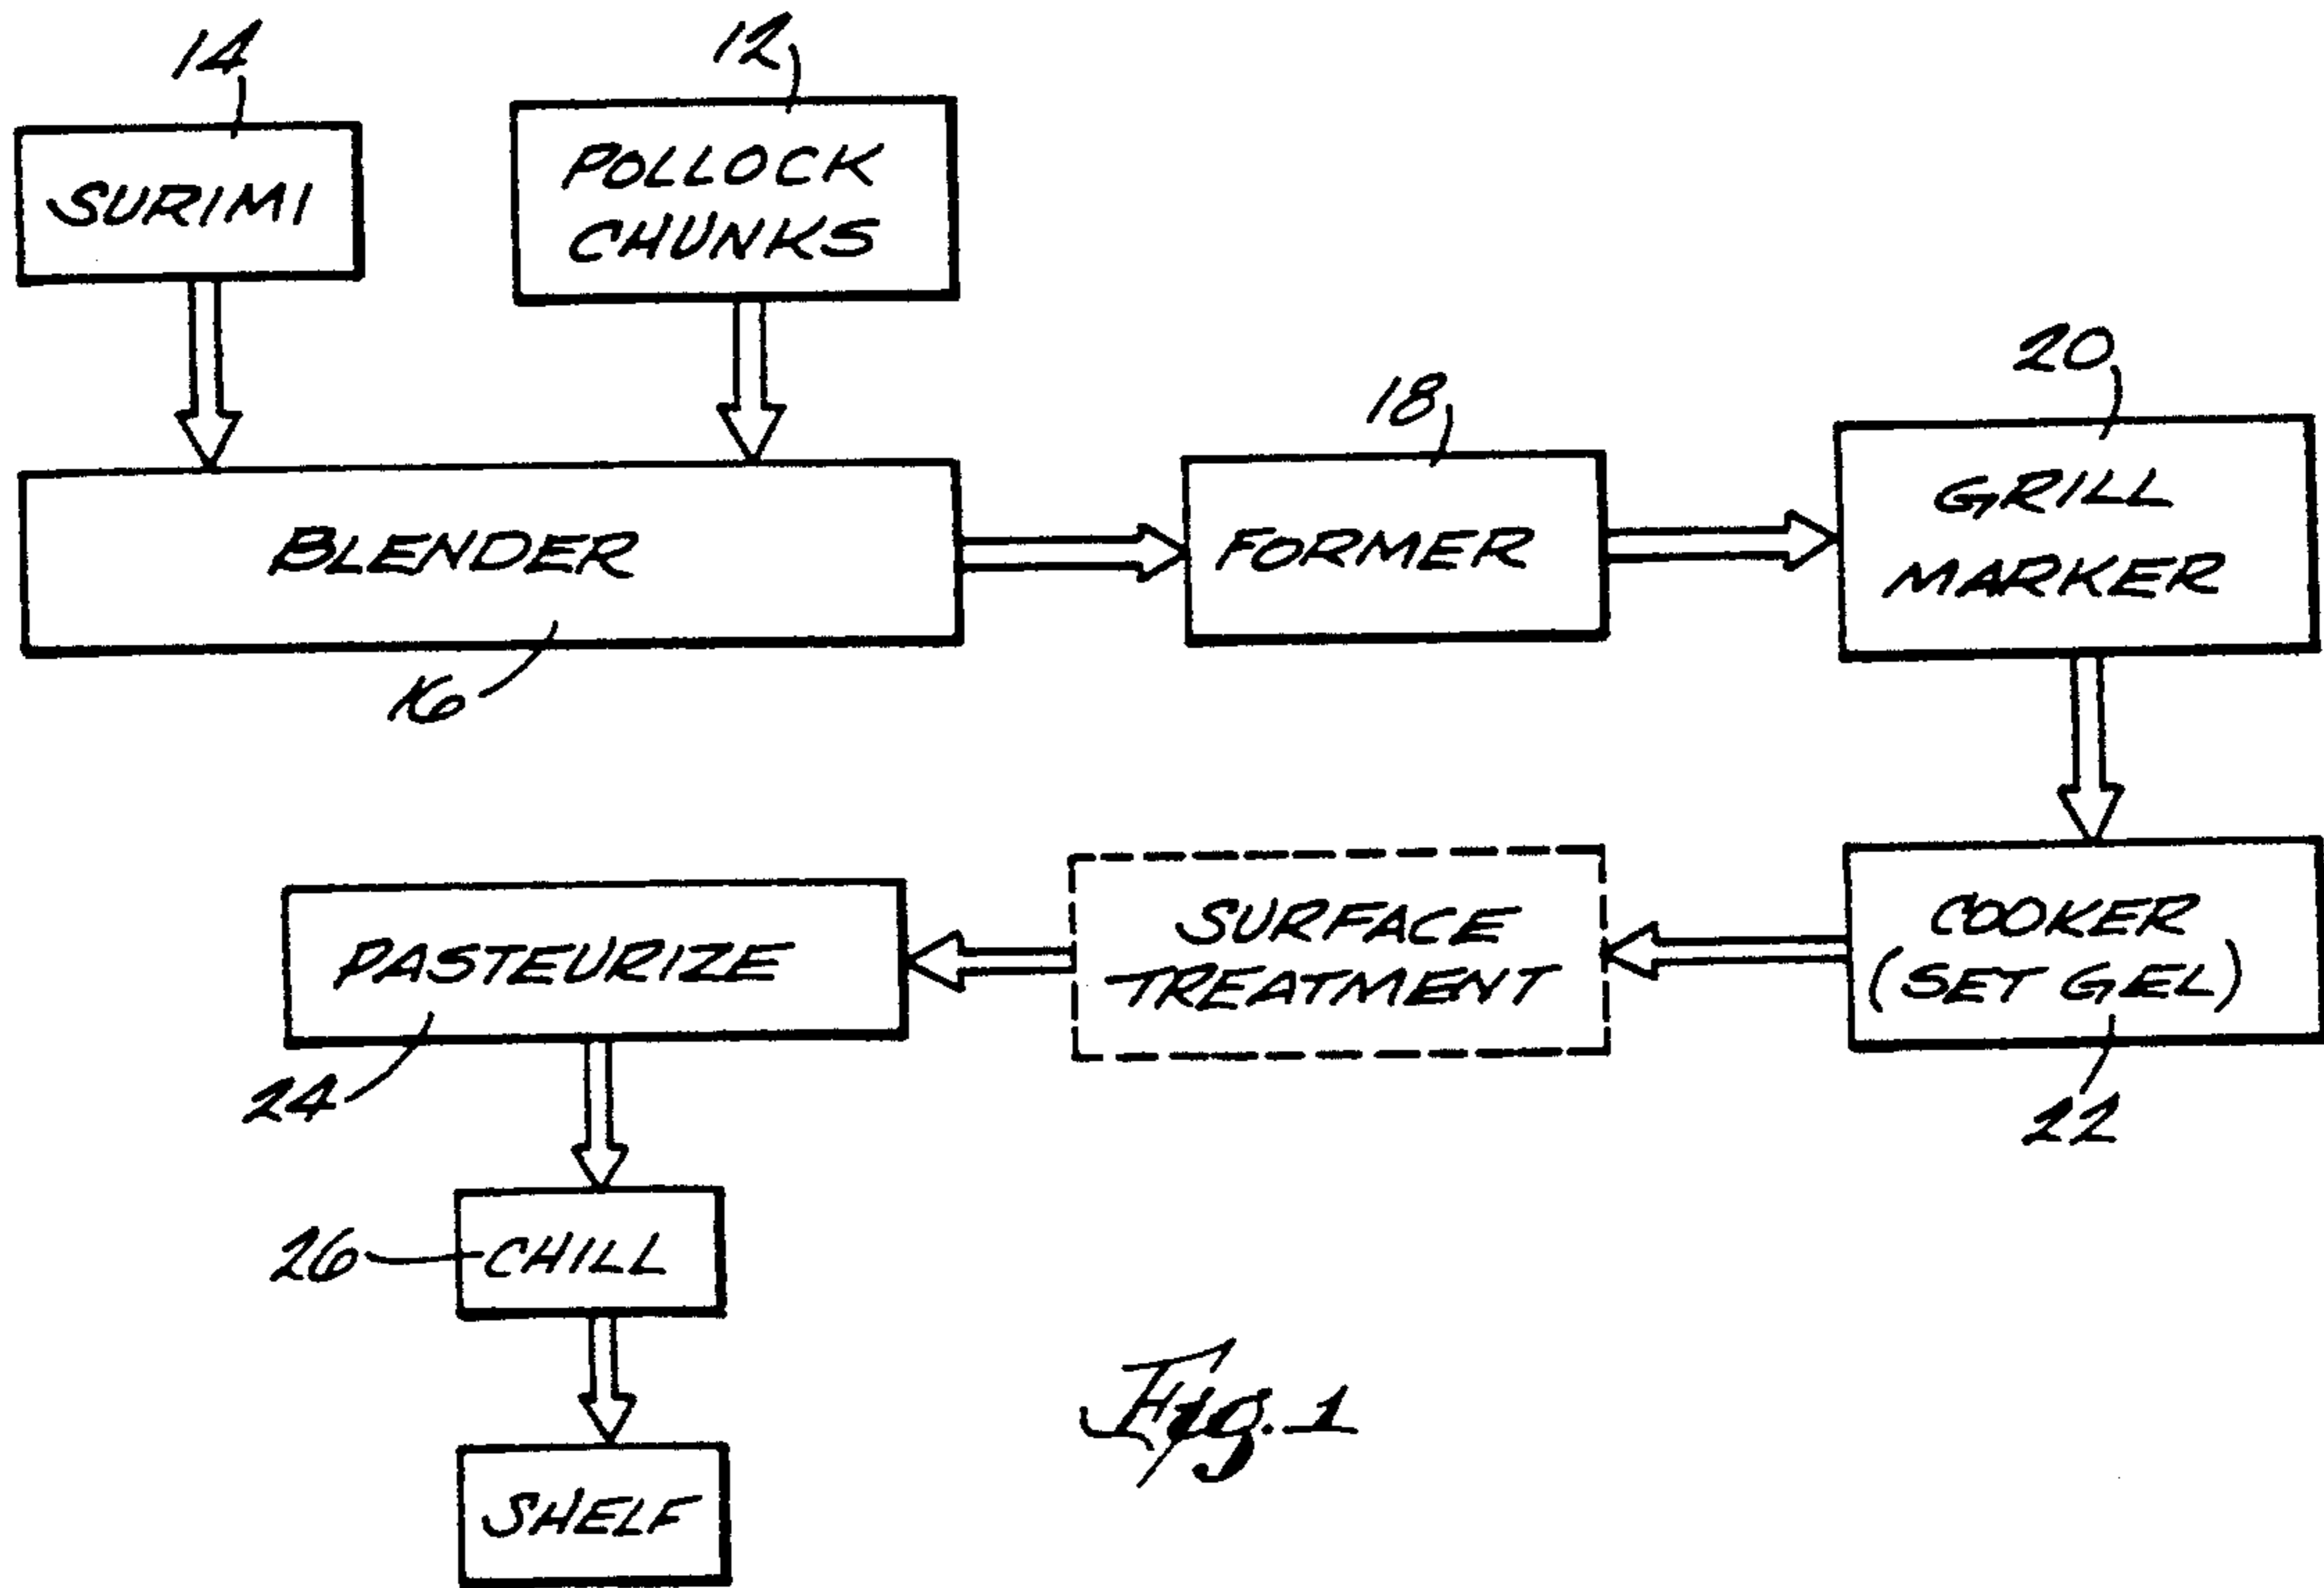 14
12
SURIMI
POLLOCK
CHUNKS
18
20
BLENDER
FORMER
GRILL
MARKER
16
PASTEURIZE
SURFACE
TREATMENT
COOKER
(SET GEL)
24
22
26
CHILL
Fig. 1
SHELF